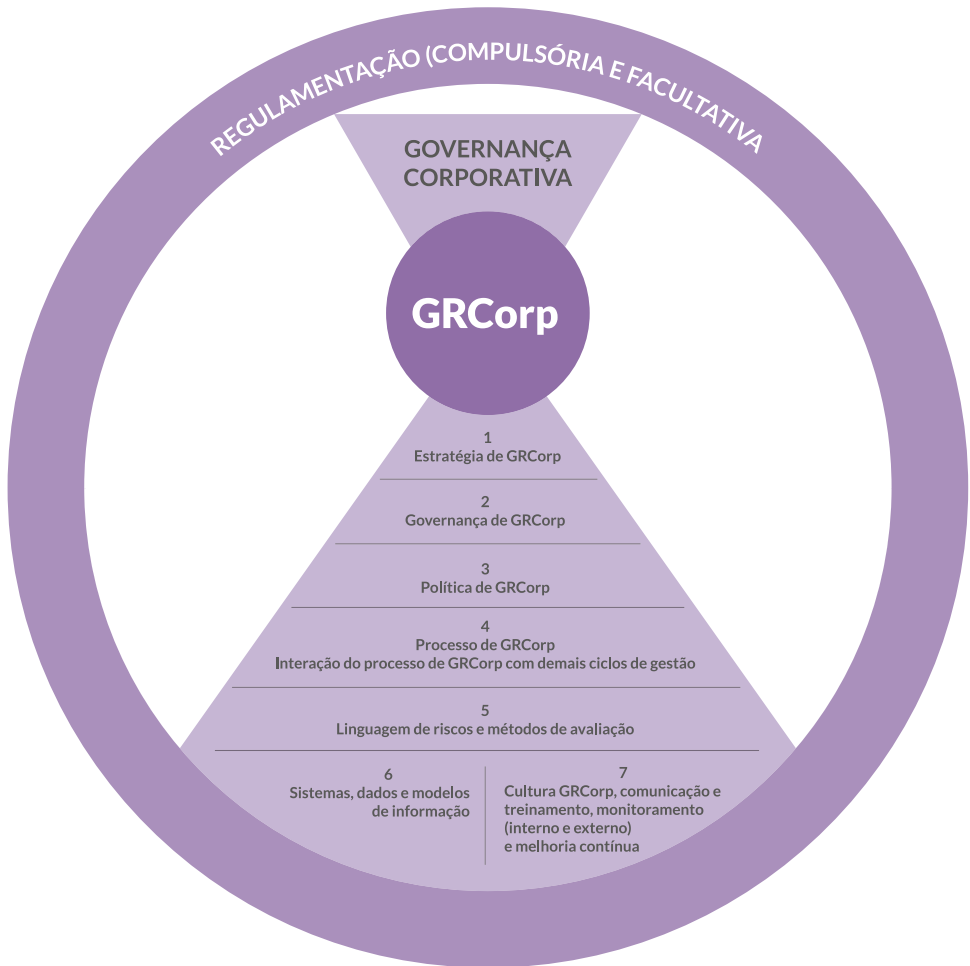 REGULAMENTAÇÃO (COMPULSÓRIA E FACULTATIVA
GOVERNANÇA
CORPORATIVA
GRCorp
1
Estratégia de GRCorp
2
Governança de GRCorp
3
Política de GRCorp
4
Processo de GRCorp
Interação do processo de GRCorp com demais ciclos de gestão
5
Linguagem de riscos e métodos de avaliação
6
Sistemas, dados e modelos
de informação
7
Cultura GRCorp, comunicação e
treinamento, monitoramento
(interno e externo)
e melhoria contínua